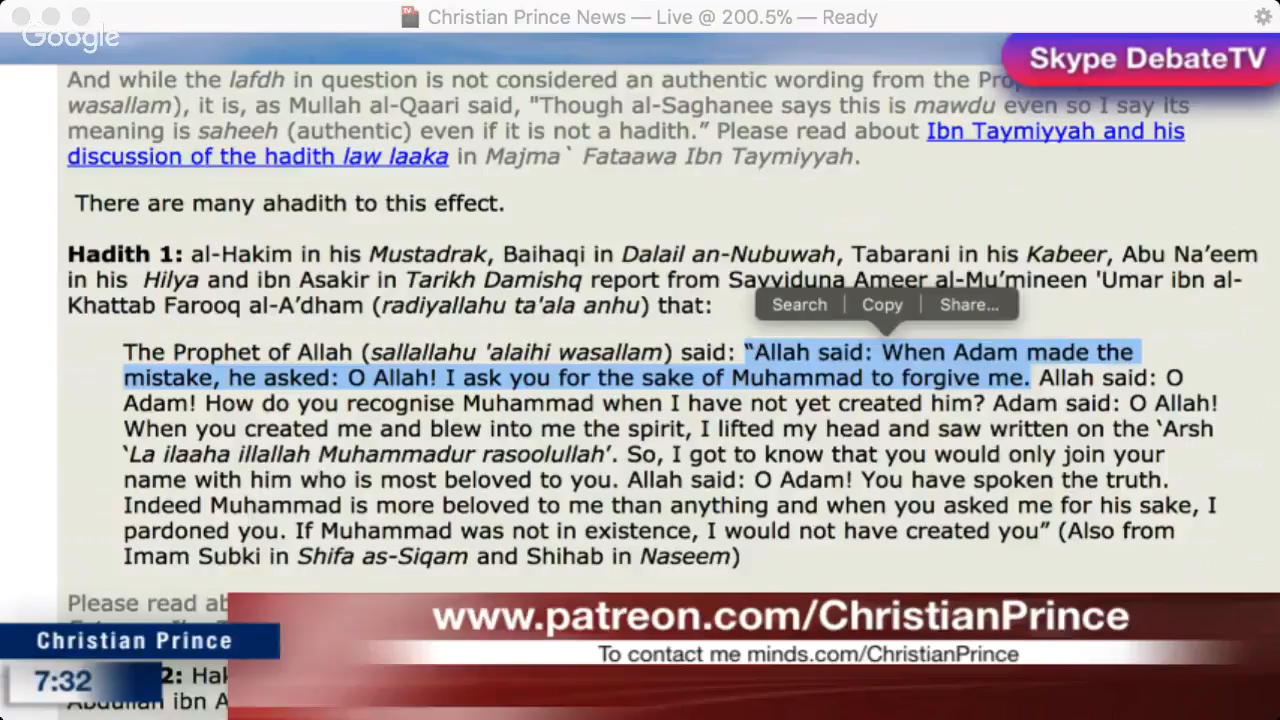 Christian Prince News — Live @ 200.5% — Ready
Google
Skype DebateTV
And while the lafdh in question is not considered an authentic wording from the
wasallam), it is, as Mullah al-Qaari said, "Though al-Saghanee says this is mawdu even so I say its
meaning is saheeh (authentic) even if it is not a hadith.” Please read about Ibn Taymiyyah and his
discussion of the hadith law laaka in Majma` Fataawa Ibn Taymiyyah.
There are many ahadith to this effect.
Hadith 1: al-Hakim in his Mustadrak, Baihaqi in Dalail an-Nubuwah, Tabarani in his Kabeer, Abu Na’eem
in his Hilya and ibn Asakir in Tarikh Damishq report from Sayyiduna Ameer al-Mu’mineen 'Umar ibn al-
Khattab Farooq al-A’dham (radiyallahu ta'ala anhu) that:
Search Copy Share...
The Prophet of Allah (sallallahu 'alaihi wasallam) said: “Allah said: When Adam made the
mistake, he asked: O Allah! I ask you for the sake of Muhammad to forgive me. Allah said: O
Adam! How do you recognise Muhammad when I have not yet created him? Adam said: O Allah!
When you created me and blew into me the spirit, I lifted my head and saw written on the ‘Arsh
‘La ilaaha illallah Muhammadur rasoolullah’. So, I got to know that you would only join your
name with him who is most beloved to you. Allah said: O Adam! You have spoken the truth.
Indeed Muhammad is more beloved to me than anything and when you asked me for his sake, I
pardoned you. If Muhammad was not in existence, I would not have created you” (Also from
Imam Subki in Shifa as-Siqam and Shihab in Naseem)
Please read
www.patreon.com/ChristianPrince
Christian Prince
To contact me minds.com/ChristianPrince
7:32
2:
ibn